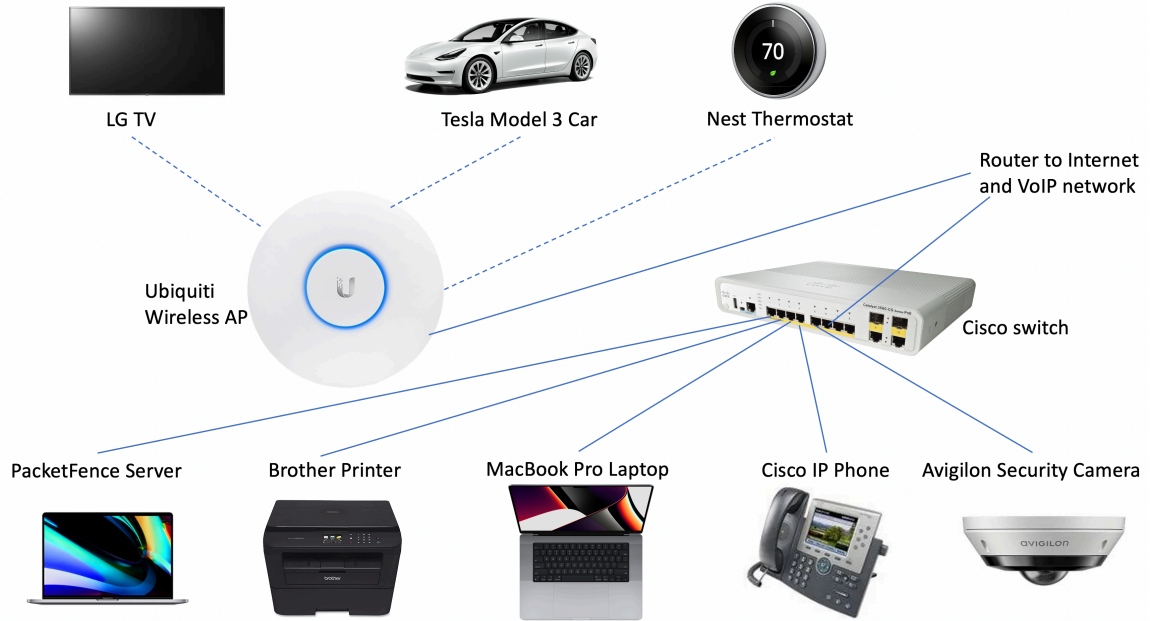 LG TV
Tesla Model 3 Car
70
Nest Thermostat
Router to Internet
and VoIP network
Ubiquiti
Wireless AP
U
Cisco switch
PacketFence Server
Brother Printer
MacBook Pro Laptop
Cisco IP Phone
Avigilon Security Camera
brother
AVIGILON